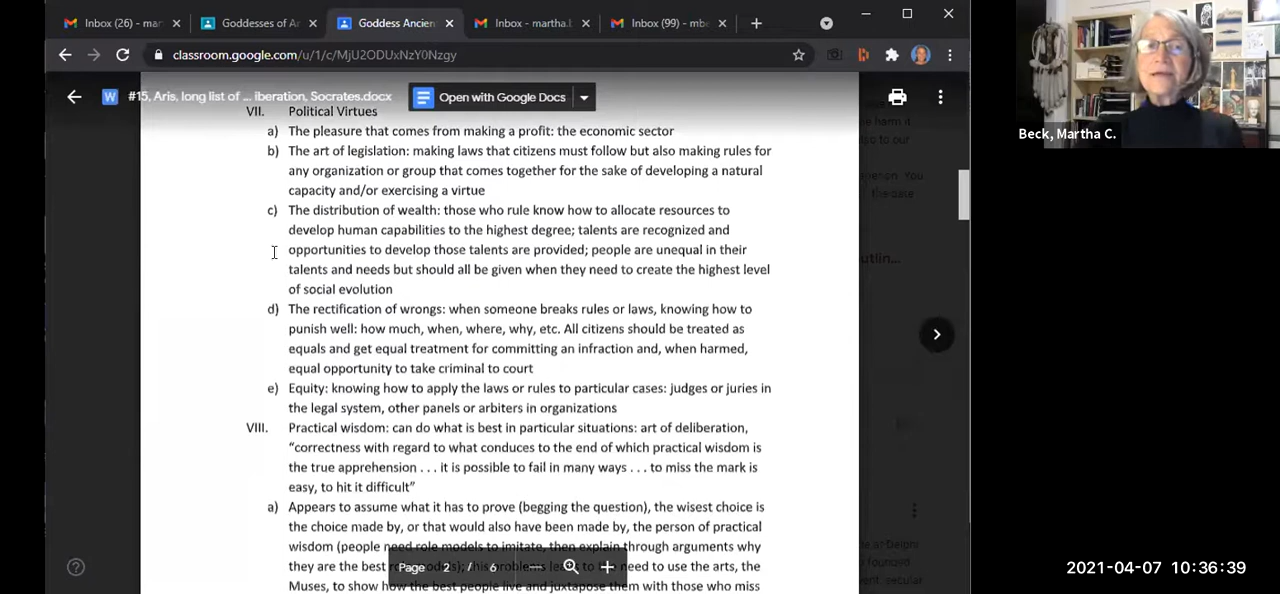 Inbox (26) - mar
Goddesses of Ar
Goddess Ancien
Inbox - martha.
Inbox (99) - mb
classroom.google.com/u/1/c/MjU2ODUxNzY0Nzgy
#15, Aris, long list of ... iberation, Socrates.docx
Open with Google Docs
Beck, Martha C.
VII. Political Virtues
a) The pleasure that comes from making a profit: the economic sector
b) The art of legislation: making laws that citizens must follow but also making rules for
any organization or group that comes together for the sake of developing a natural
capacity and/or exercising a virtue
c) The distribution of wealth: those who rule know how to allocate resources to
develop human capabilities to the highest degree; talents are recognized and
opportunities to develop those talents are provided; people are unequal in their
talents and needs but should all be given when they need to create the highest level
of social evolution
d) The rectification of wrongs: when someone breaks rules or laws, knowing how to
punish well: how much, when, where, why, etc. All citizens should be treated as
equals and get equal treatment for committing an infraction and, when harmed,
equal opportunity to take criminal to court
e) Equity: knowing how to apply the laws or rules to particular cases: judges or juries in
the legal system, other panels or arbiters in organizations
VIII. Practical wisdom: can do what is best in particular situations: art of deliberation,
"correctness with regard to what conduces to the end of which practical wisdom is
the true apprehension . . . it is possible to fail in many ways . . . to miss the mark is
easy, to hit it difficult"
a) Appears to assume what it has to prove (begging the question), the wisest choice is
the choice made by, or that would also have been made by, the person of practical
wisdom (people need role models to imitate, then explain through arguments why
they are the best need to use the arts, the
Muses, to show how the best people live and juxtapose them with those who miss
Page 2 / 6
harm it
lso to our
You
the date
utlin...
at Delphi
founded
secular
2021-04-07 10:36:39